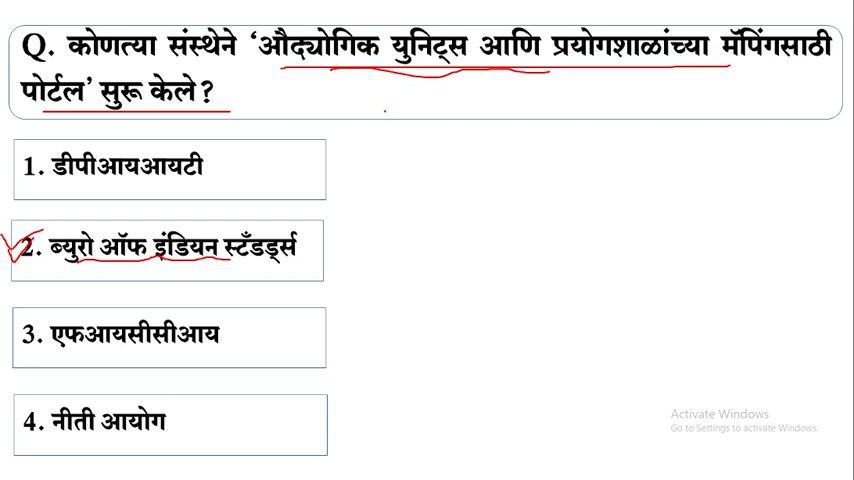 Q. कोणत्या संस्थेने ‘औद्योगिक युनिट्स आणि प्रयोगशाळांच्या मॅपिंगसाठी
पोर्टल’ सुरू केले?
1. डीपीआयआयटी
2. ब्युरो ऑफ इंडियन स्टँडर्ड्स
3. एफआयसीसीआय
4. नीती आयोग
Activate Windows
Go to Settings to activate Windows.